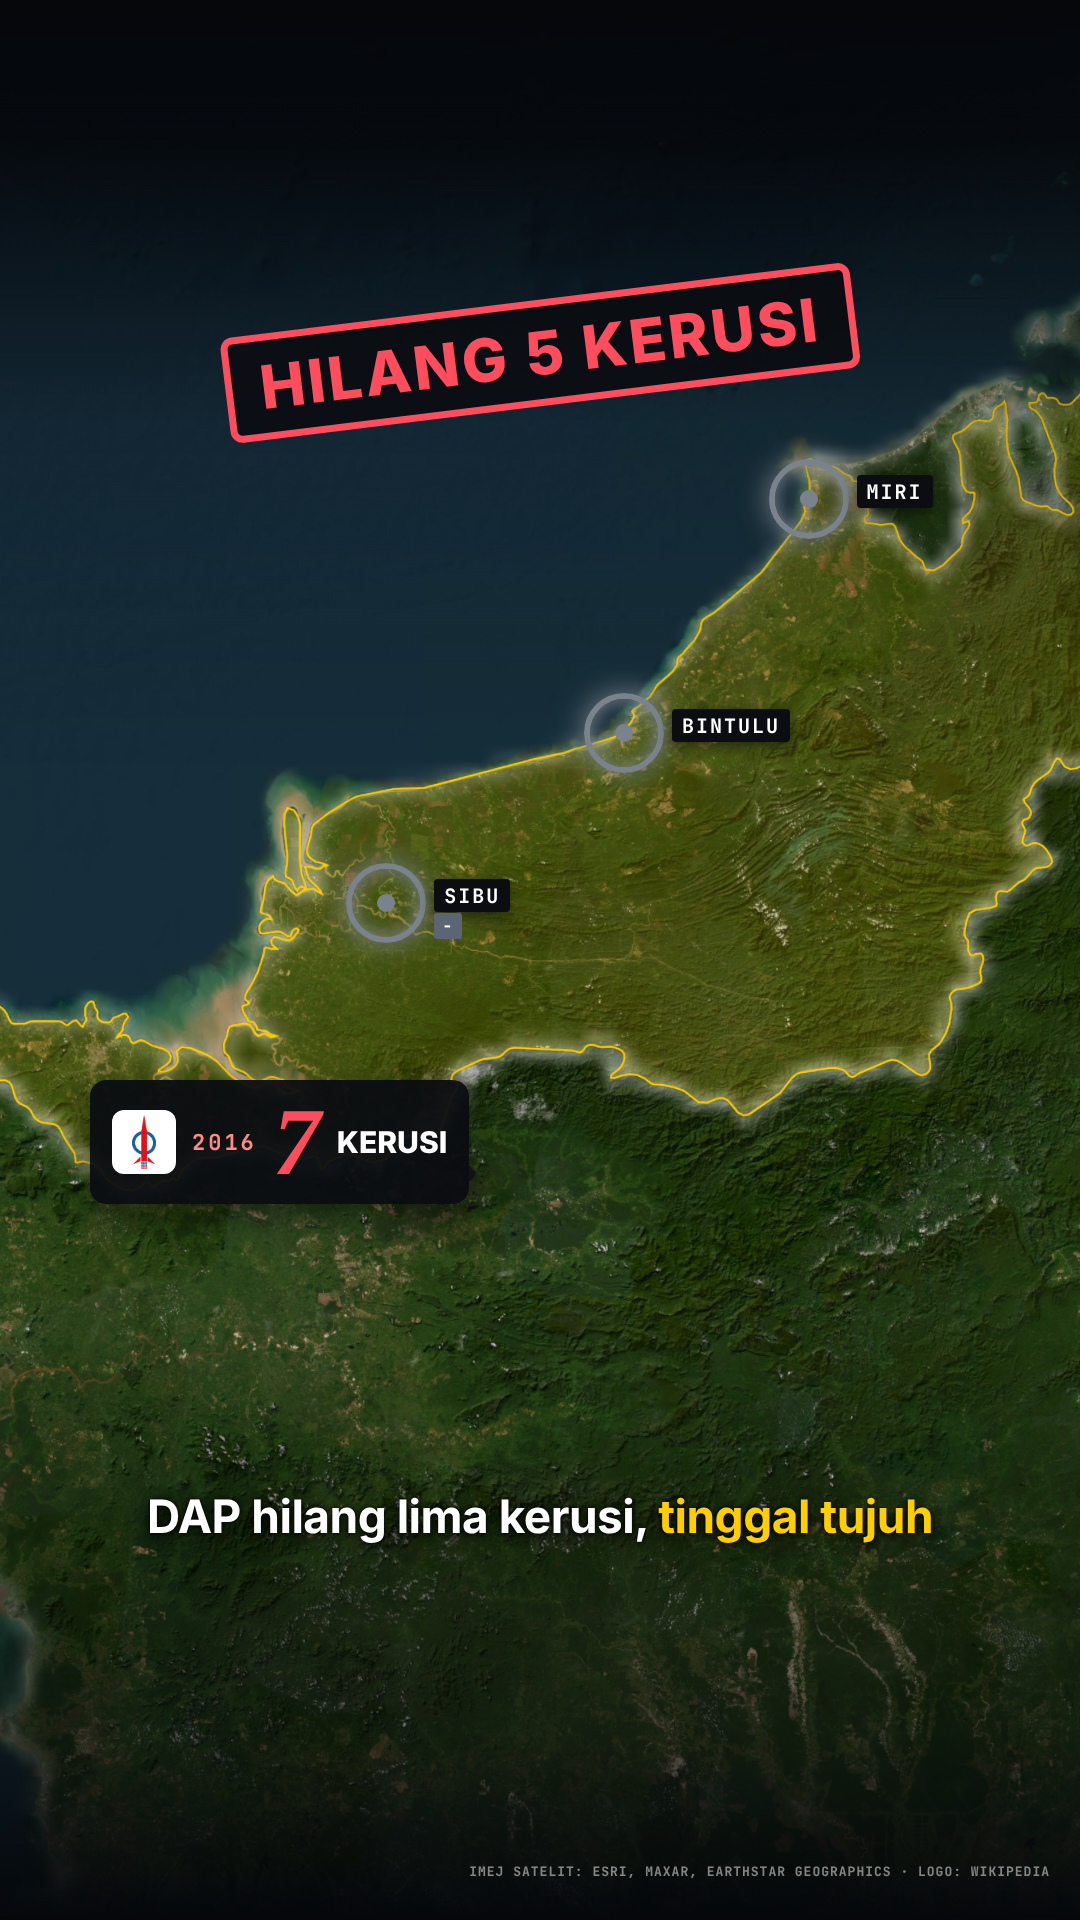 HILANG 5 KERUSI
MIRI
BINTULU
SIBU
-
2016 7 KERUSI
DAP hilang lima kerusi, tinggal tujuh
IMEJ SATELIT: ESRI, MAXAR, EARTHSTAR GEOGRAPHICS · LOGO: WIKIPEDIA